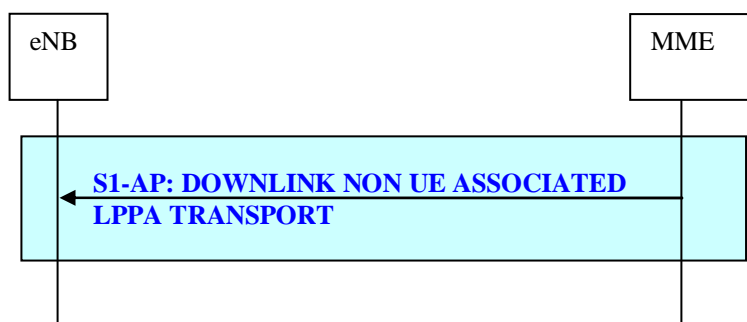 eNB
MME
S1-AP: DOWNLINK NON UE ASSOCIATED
LPPA TRANSPORT